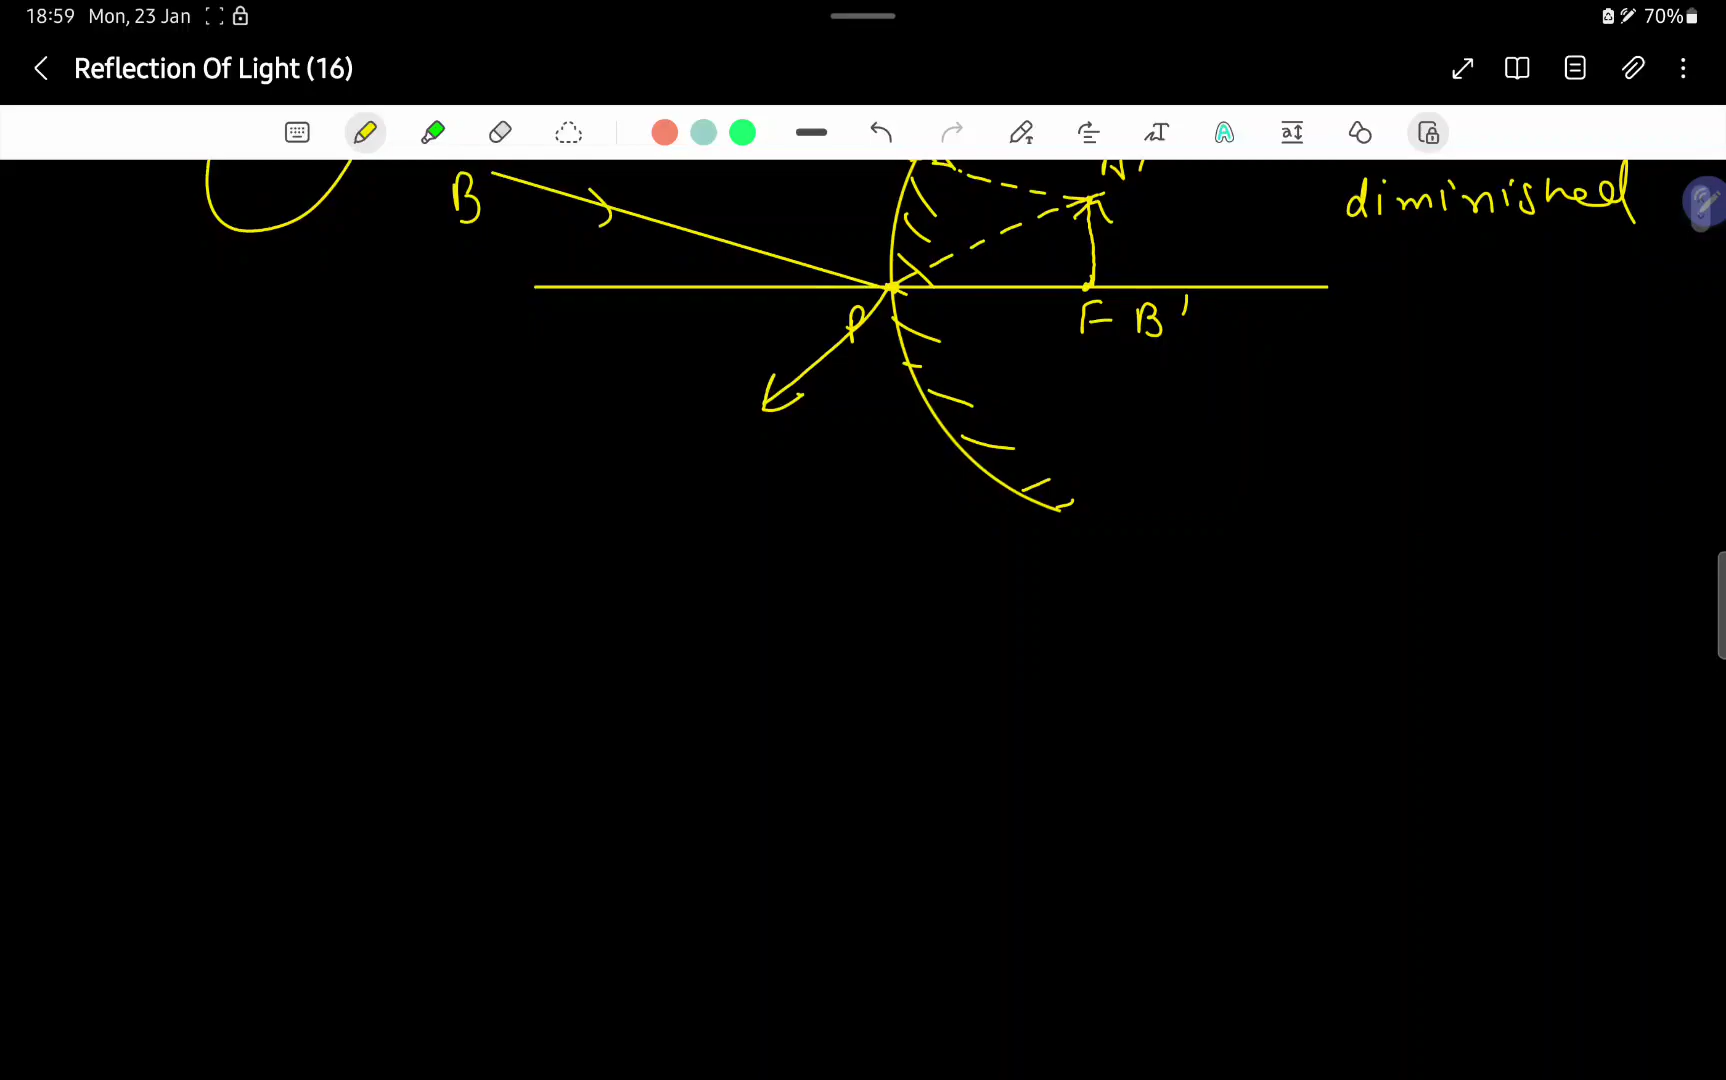 18:59 Mon, 23 Jan 70%
Reflection Of Light (16)
B
diminished
P
F B'